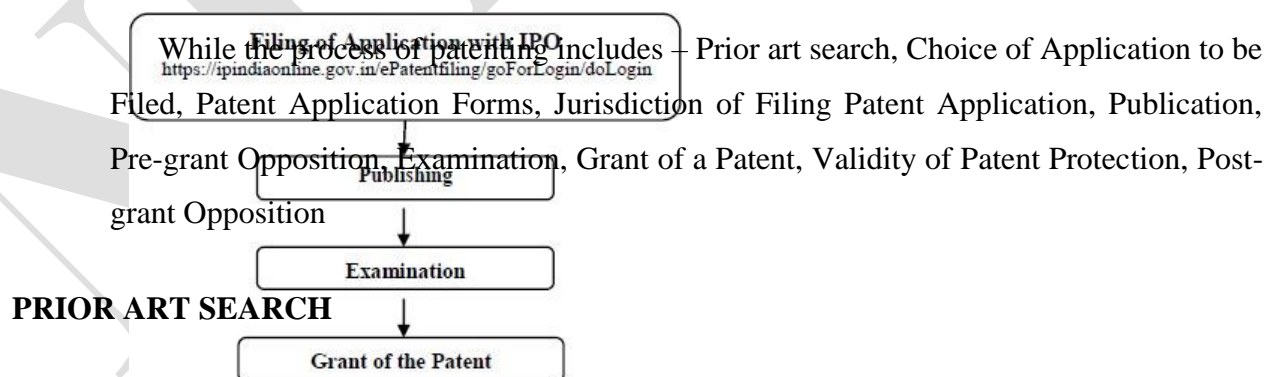 Filing of Application with IPO
While the process of patenting includes – Prior art search, Choice of Application to be
https://ipindiaonline.gov.in/ePatentfiling/goForLogin/doLogin
Filed, Patent Application Forms, Jurisdiction of Filing Patent Application, Publication,
Pre-grant Opposition, Examination, Grant of a Patent, Validity of Patent Protection, Post-
Publishing
grant Opposition
Examination
PRIOR ART SEARCH
Grant of the Patent